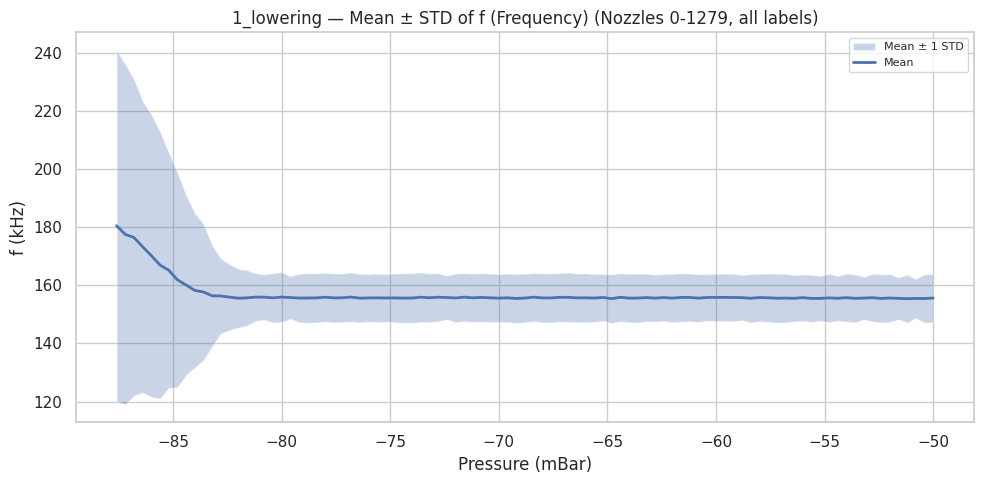 1_lowering — Mean ± STD of f (Frequency) (Nozzles 0-1279, all labels)
Mean ± 1 STD
Mean
f (kHz)
240
220
200
180
160
140
120
−85 −80 −75 −70 −65 −60 −55 −50
Pressure (mBar)